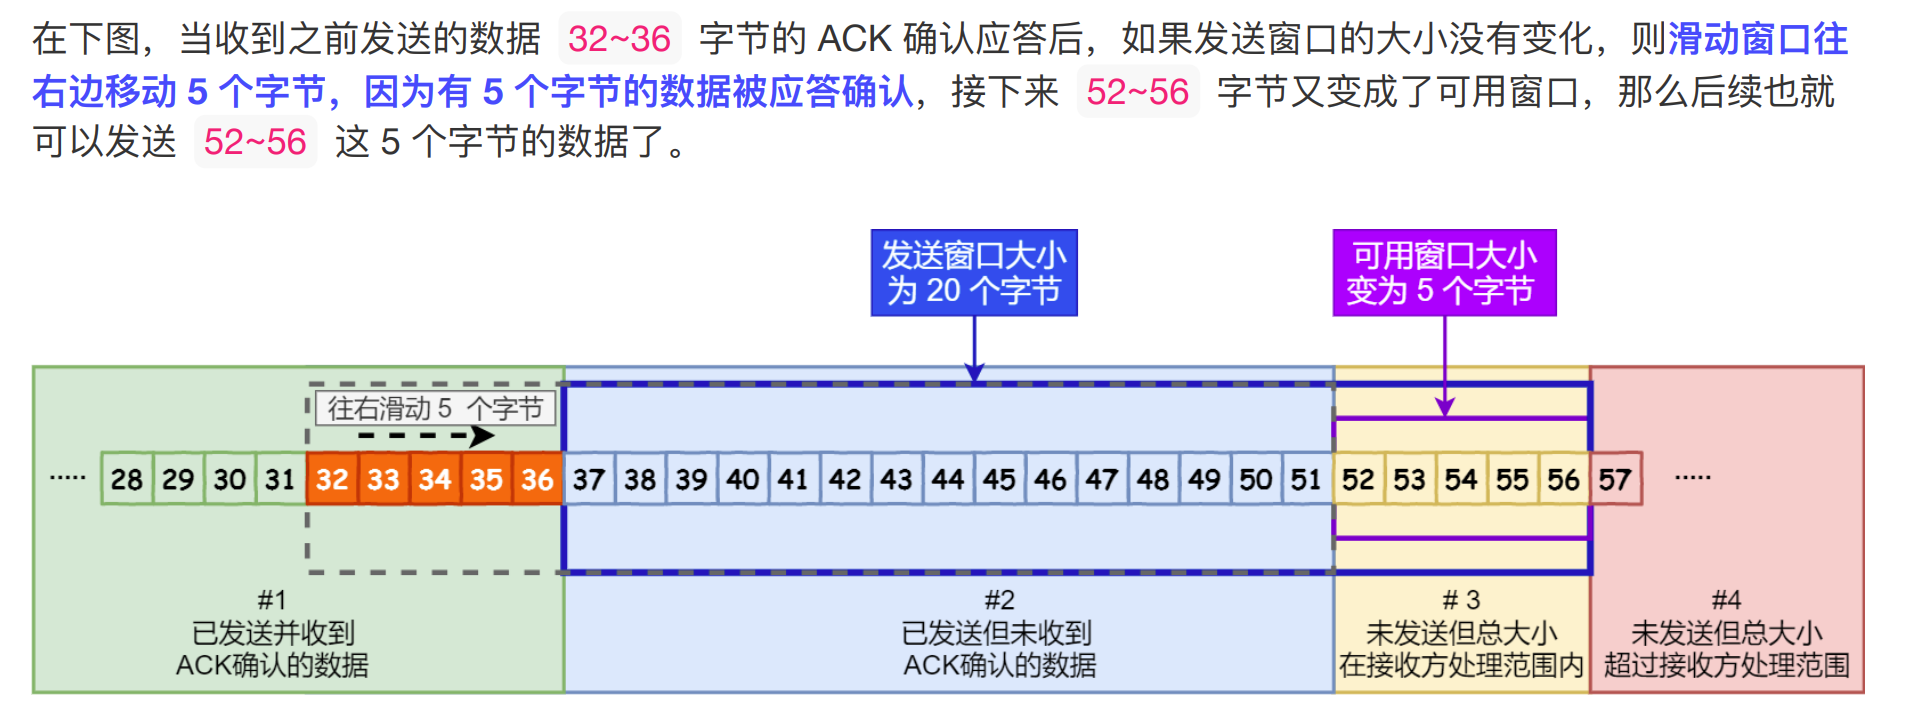 在下图，当收到之前发送的数据 32~36 字节的 ACK 确认应答后，如果发送窗口的大小没有变化，则滑动窗口往
右边移动 5 个字节，因为有 5 个字节的数据被应答确认，接下来 52~56 字节又变成了可用窗口，那么后续也就
可以发送 52~56 这 5 个字节的数据了。
发送窗口大小
为 20 个字节
可用窗口大小
变为 5 个字节
往右滑动 5 个字节
..... 28 29 30 31 32 33 34 35 36 37 38 39 40 41 42 43 44 45 46 47 48 49 50 51 52 53 54 55 56 57 .....
#1
已发送并收到
ACK确认的数据
#2
已发送但未收到
ACK确认的数据
# 3
未发送但总大小
在接收方处理范围内
#4
未发送但总大小
超过接收方处理范围